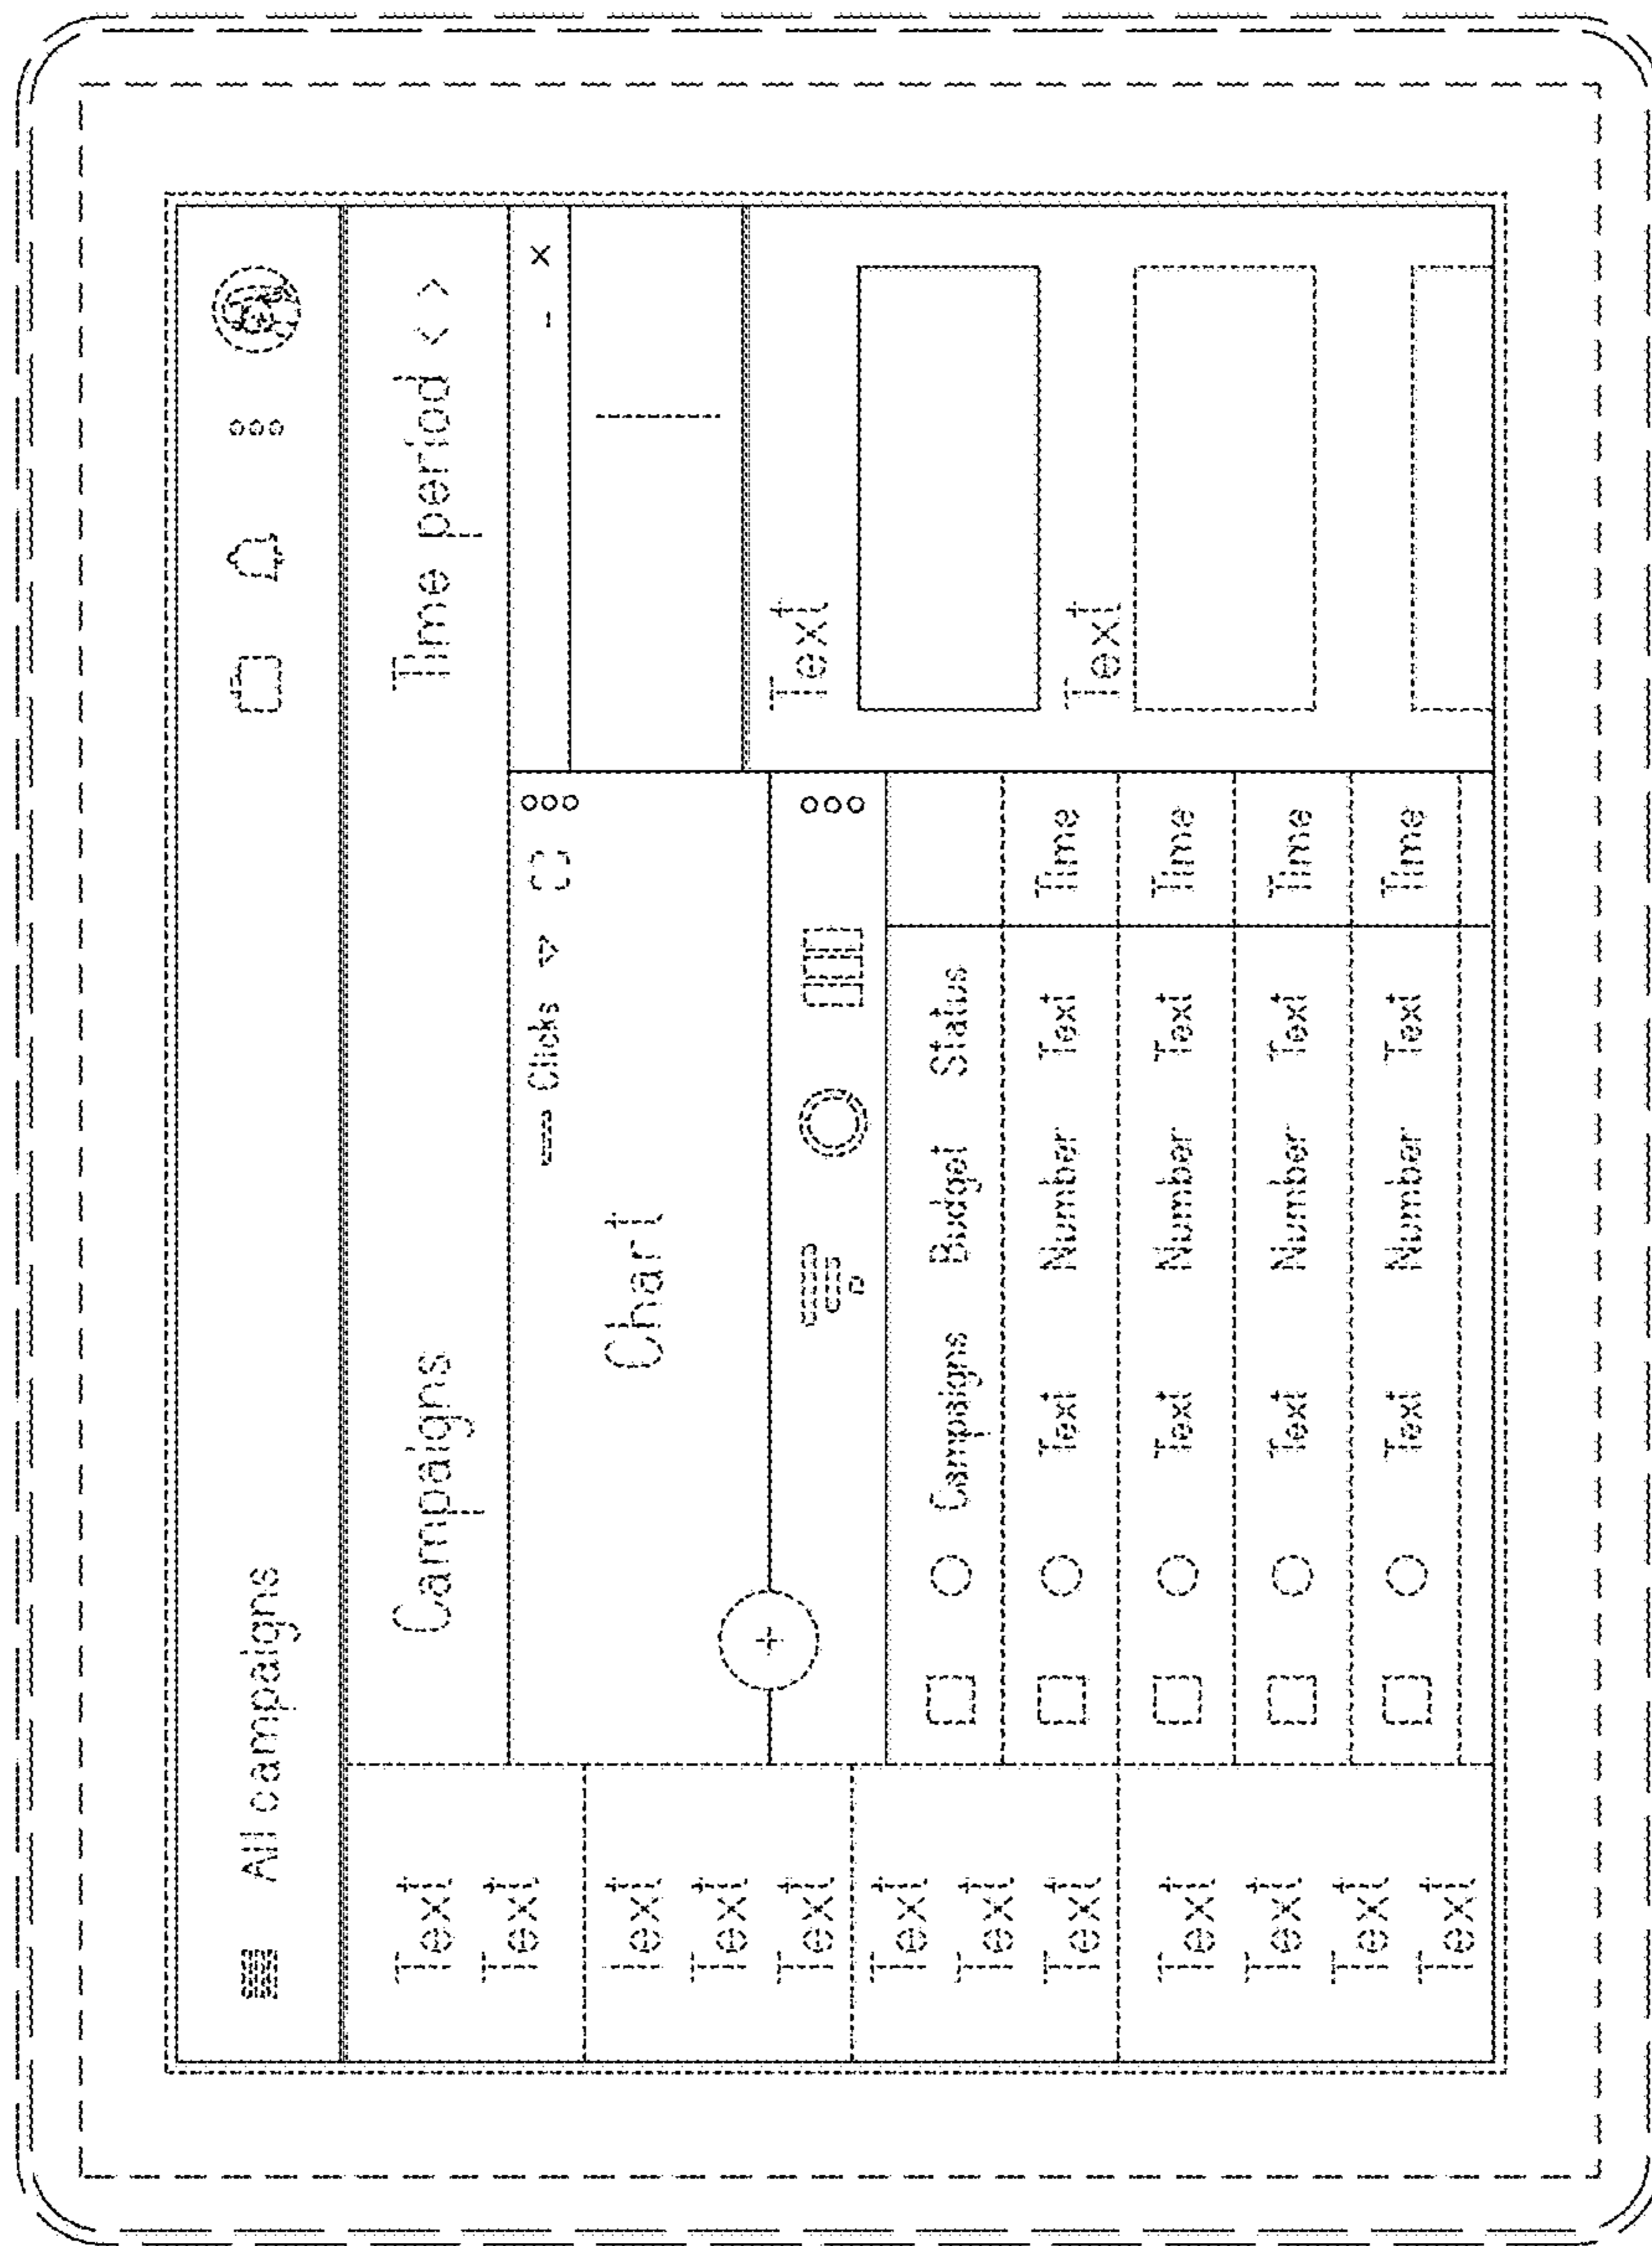 All campaigns
Campaigns
Time period < >
Text
Text
Text
Text
Text
Text
Text
Text
Text
Text
Text
Text
Clicks
Chart
Campaigns Budget Status
Text Number Text Time
Text Number Text Time
Text Number Text Time
Text Number Text Time
- x
Text
Text